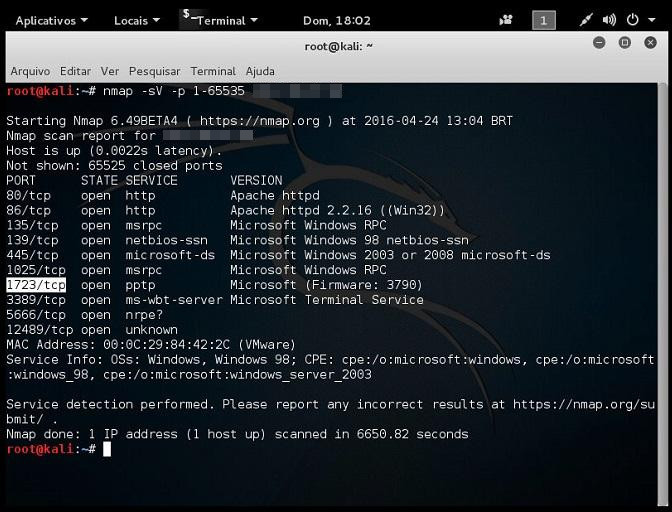 Aplicativos Locais Terminal Dom, 18:02 1
root@kali: ~
Arquivo Editar Ver Pesquisar Terminal Ajuda
root@kali:~# nmap -sV -p 1-65535
Starting Nmap 6.49BETA4 ( https://nmap.org ) at 2016-04-24 13:04 BRT
Nmap scan report for
Host is up (0.0022s latency).
Not shown: 65525 closed ports
PORT STATE SERVICE VERSION
80/tcp open http Apache httpd
86/tcp open http Apache httpd 2.2.16 ((Win32))
135/tcp open msrpc Microsoft Windows RPC
139/tcp open netbios-ssn Microsoft Windows 98 netbios-ssn
445/tcp open microsoft-ds Microsoft Windows 2003 or 2008 microsoft-ds
1025/tcp open msrpc Microsoft Windows RPC
1723/tcp open pptp Microsoft (Firmware: 3790)
3389/tcp open ms-wbt-server Microsoft Terminal Service
5666/tcp open nrpe?
12489/tcp open unknown
MAC Address: 00:0C:29:84:42:2C (VMware)
Service Info: OSs: Windows, Windows 98; CPE: cpe:/o:microsoft:windows, cpe:/o:microsoft
:windows_98, cpe:/o:microsoft:windows_server_2003
Service detection performed. Please report any incorrect results at https://nmap.org/su
bmit/ .
Nmap done: 1 IP address (1 host up) scanned in 6650.82 seconds
root@kali:~#